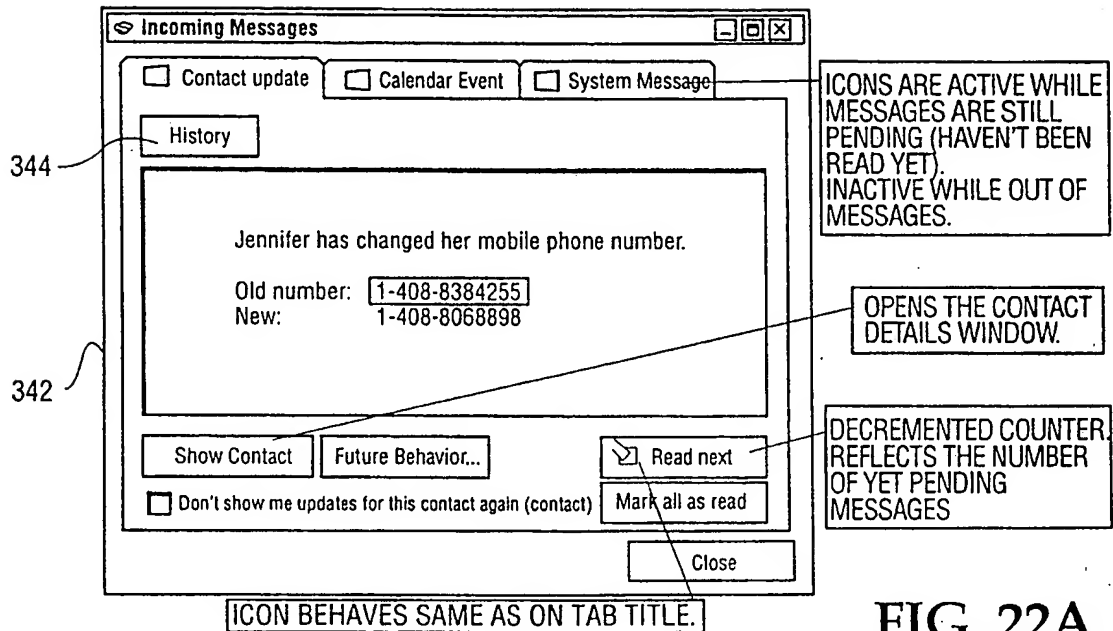 Incoming Messages
Contact update
Calendar Event
System Message
ICONS ARE ACTIVE WHILE
MESSAGES ARE STILL
PENDING (HAVEN'T BEEN
READ YET).
INACTIVE WHILE OUT OF
MESSAGES.
344
History
Jennifer has changed her mobile phone number.
Old number: 1-408-8384255
New: 1-408-8068898
OPENS THE CONTACT
DETAILS WINDOW.
342
Show Contact
Future Behavior...
Read next
DECREMENTED COUNTER.
REFLECTS THE NUMBER
OF YET PENDING
MESSAGES
Don't show me updates for this contact again (contact)
Mark all as read
Close
ICON BEHAVES SAME AS ON TAB TITLE.
FIG. 22A